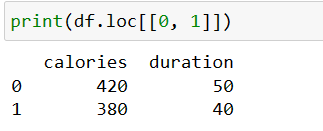 print(df.loc[[0, 1]])
calories duration
0 420 50
1 380 40